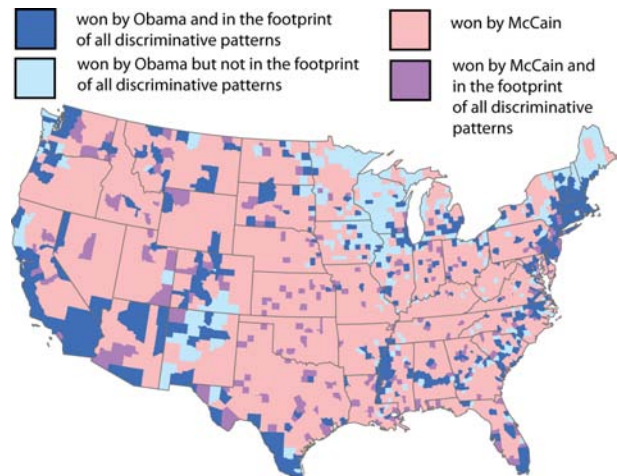 won by Obama and in the footprint
of all discriminative patterns
won by Obama but not in the footprint
of all discriminative patterns
won by McCain
won by McCain and
in the footprint
of all discriminative
patterns